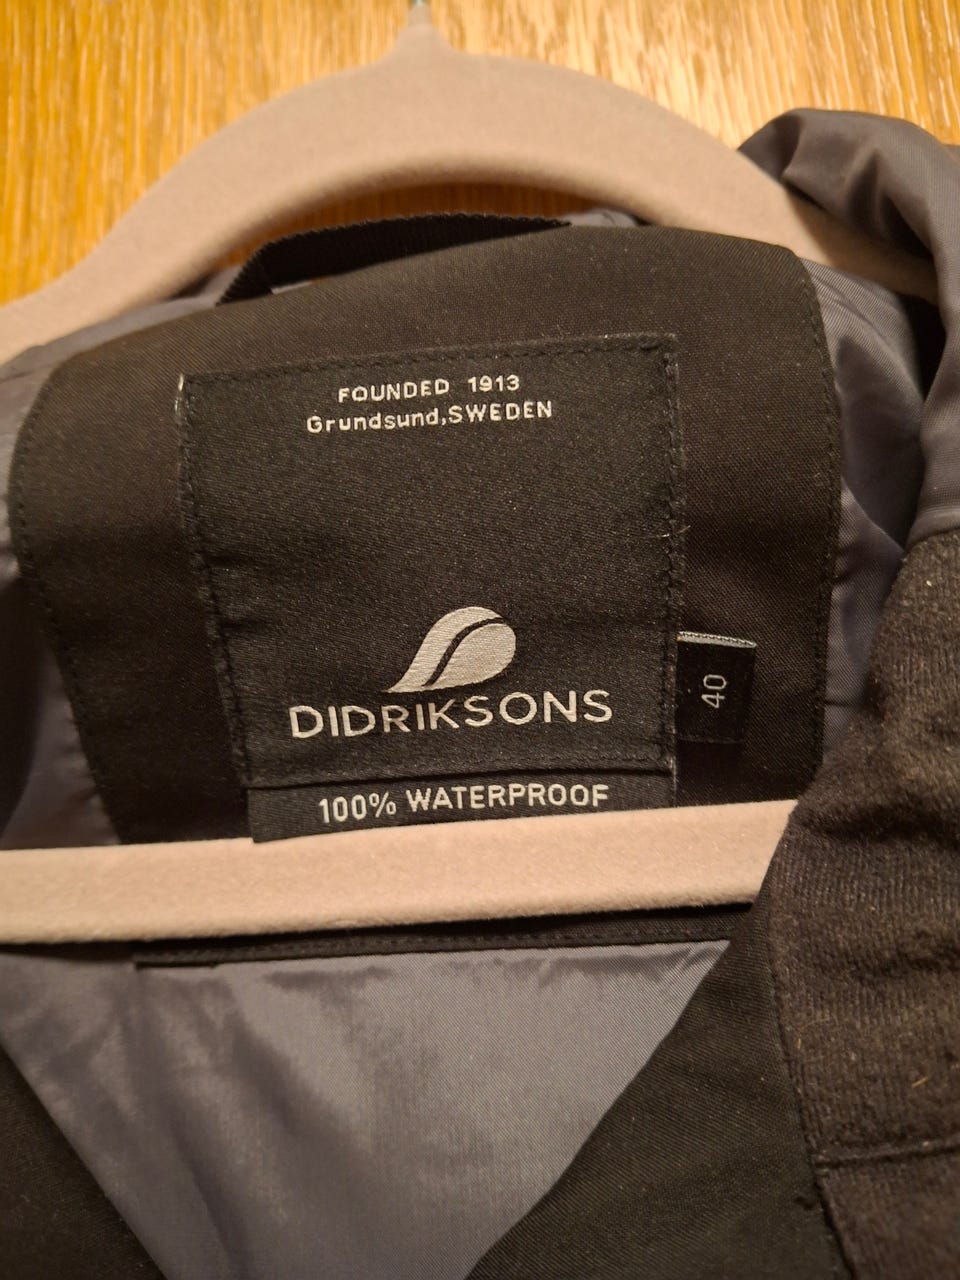 FOUNDED 1913
Grundsund,SWEDEN
DIDRIKSONS
40
100% WATERPROOF